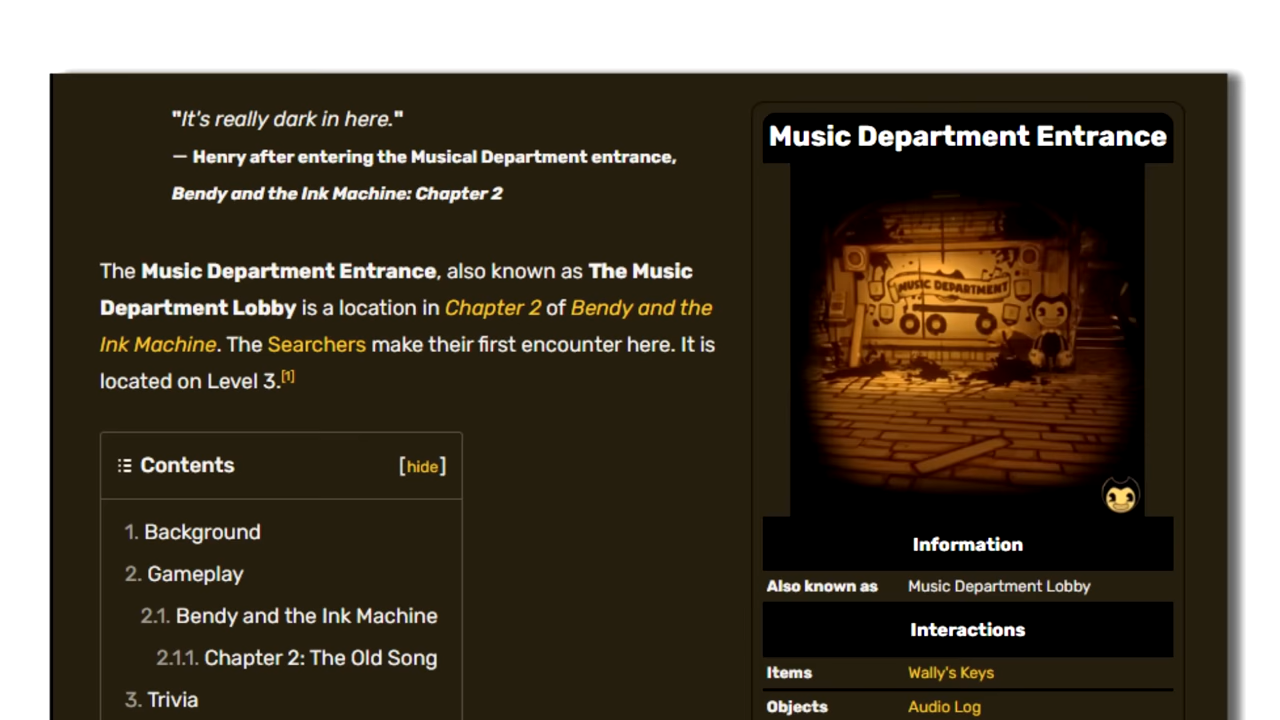 "It's really dark in here."
— Henry after entering the Musical Department entrance,
Bendy and the Ink Machine: Chapter 2
The Music Department Entrance, also known as The Music
Department Lobby is a location in Chapter 2 of Bendy and the
Ink Machine. The Searchers make their first encounter here. It is
located on Level 3.[1]
Contents [hide]
1. Background
2. Gameplay
2.1. Bendy and the Ink Machine
2.1.1. Chapter 2: The Old Song
3. Trivia
Music Department Entrance
MUSIC DEPARTMENT
Information
Also known as Music Department Lobby
Interactions
Items Wally's Keys
Objects Audio Log